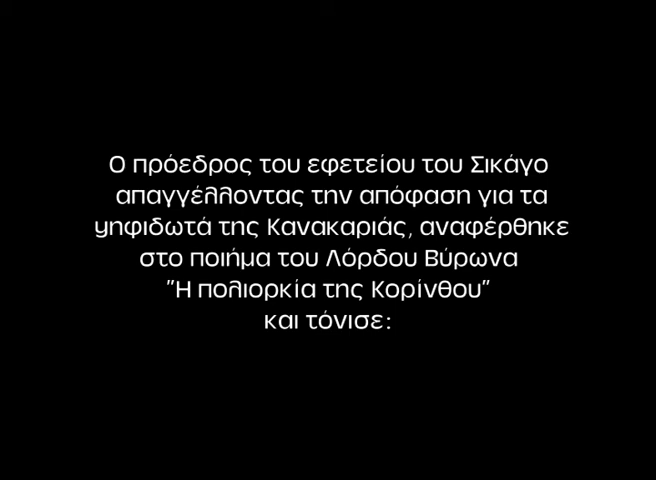 Ο πρόεδρος του εφετείου του Σικάγο
απαγγέλλοντας την απόφαση για τα
ψηφιδωτά της Κανακαριάς, αναφέρθηκε
στο ποιήμα του Λόρδου Βύρωνα
"Η πολιορκία της Κορίνθου"
και τόνισε: